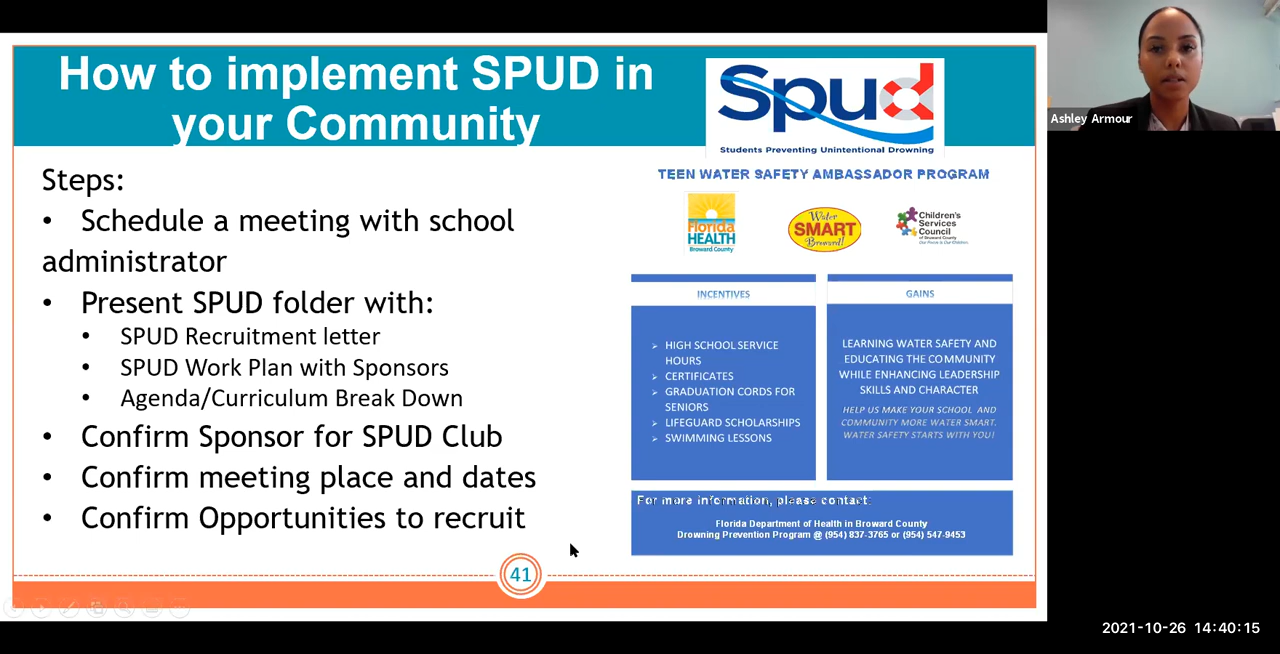 How to implement SPUD in
your Community
Steps:
• Schedule a meeting with school
administrator
• Present SPUD folder with:
• SPUD Recruitment letter
• SPUD Work Plan with Sponsors
• Agenda/Curriculum Break Down
• Confirm Sponsor for SPUD Club
• Confirm meeting place and dates
• Confirm Opportunities to recruit
Spud
Students Preventing Unintentional Drowning
TEEN WATER SAFETY AMBASSADOR PROGRAM
Florida
HEALTH
Broward County
Water
SMART
Broward!
Children's
Services
Council
of Broward County
Our Focus is Our Children.
INCENTIVES
➢ HIGH SCHOOL SERVICE
HOURS
➢ CERTIFICATES
➢ GRADUATION CORDS FOR
SENIORS
➢ LIFEGUARD SCHOLARSHIPS
➢ SWIMMING LESSONS
GAINS
LEARNING WATER SAFETY AND
EDUCATING THE COMMUNITY
WHILE ENHANCING LEADERSHIP
SKILLS AND CHARACTER
HELP US MAKE YOUR SCHOOL AND
COMMUNITY MORE WATER SMART.
WATER SAFETY STARTS WITH YOU!
For more information, please contact:
Florida Department of Health in Broward County
Drowning Prevention Program @ (954) 837-3765 or (954) 547-9453
41
Ashley Armour
2021-10-26 14:40:15